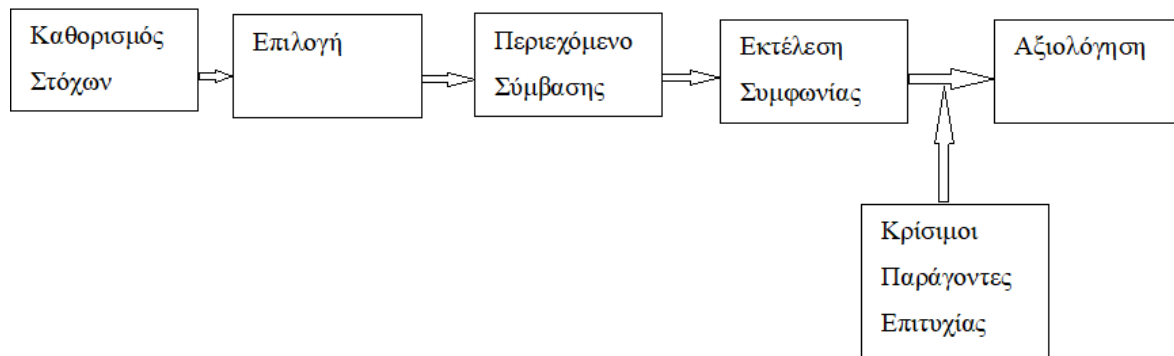 Καθορισμός
Στόχων
Επιλογή
Περιεχόμενο
Σύμβασης
Εκτέλεση
Συμφωνίας
Αξιολόγηση
Κρίσιμοι
Παράγοντες
Επιτυχίας